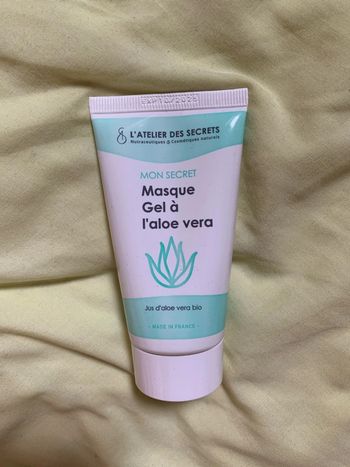 L'ATELIER DES SECRETS
Nutraceutiques & Cosmétiques naturels
MON SECRET
Masque
Gel à
l'aloe vera
Jus d'aloe vera bio
- MADE IN FRANCE -